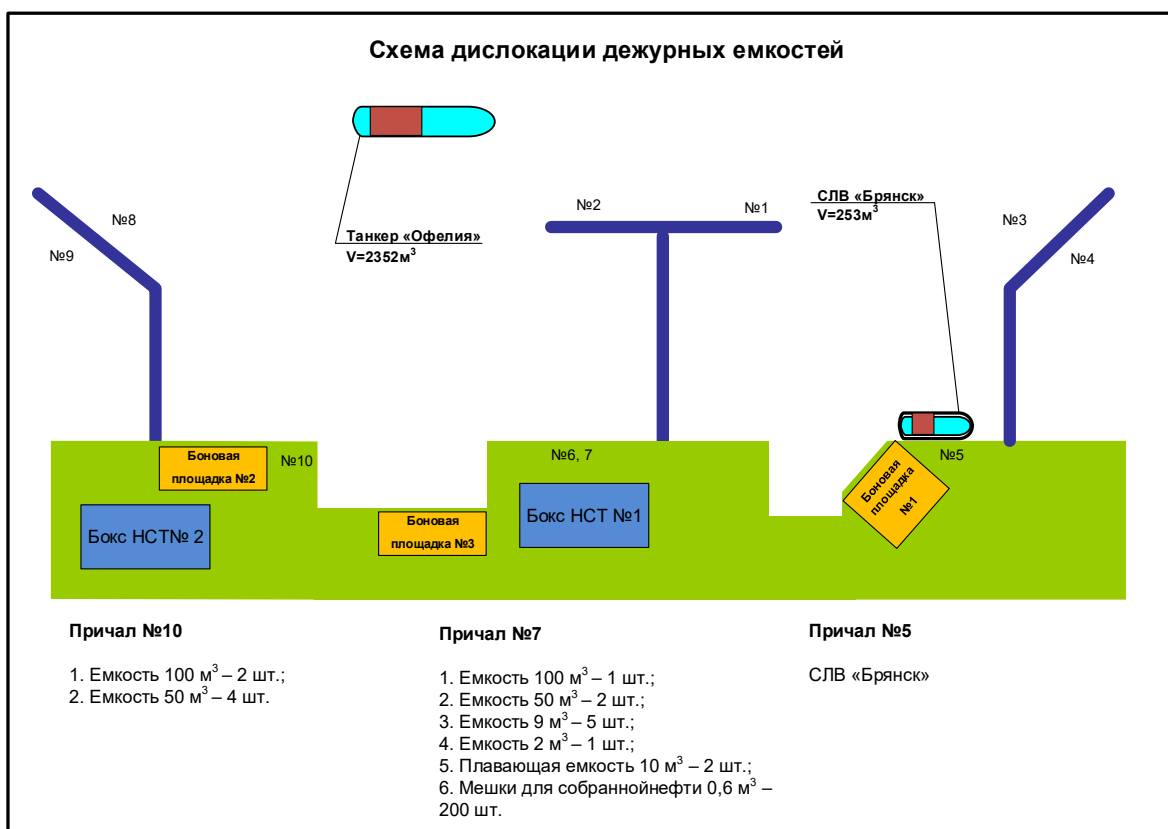 Схема дислокации дежурных емкостей
№8
№9
Танкер «Офелия»
V=2352м³
№2
№1
СЛВ «Брянск»
V=253м³
№3
№4
Боновая
площадка №2
№10
Бокс НСТ№ 2
Боновая
площадка №3
№6, 7
Бокс НСТ №1
Боновая
площадка
№1
№5
Причал №10
1. Емкость 100 м³ – 2 шт.;
2. Емкость 50 м³ – 4 шт.
Причал №7
1. Емкость 100 м³ – 1 шт.;
2. Емкость 50 м³ – 2 шт.;
3. Емкость 9 м³ – 5 шт.;
4. Емкость 2 м³ – 1 шт.;
5. Плавающая емкость 10 м³ – 2 шт.;
6. Мешки для собраннойнефти 0,6 м³ –
200 шт.
Причал №5
СЛВ «Брянск»